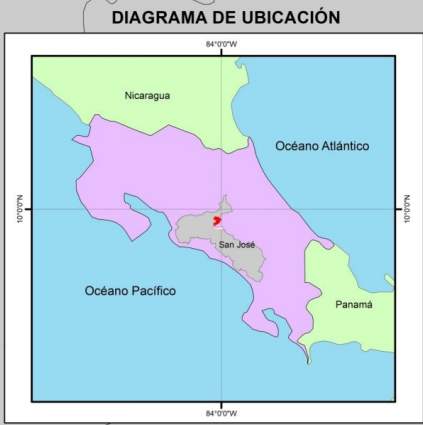 DIAGRAMA DE UBICACIÓN
84°0'0"W
Nicaragua
Océano Atlántico
10°0'0"N
10°0'0"N
San José
Océano Pacífico
Panamá
84°0'0"W